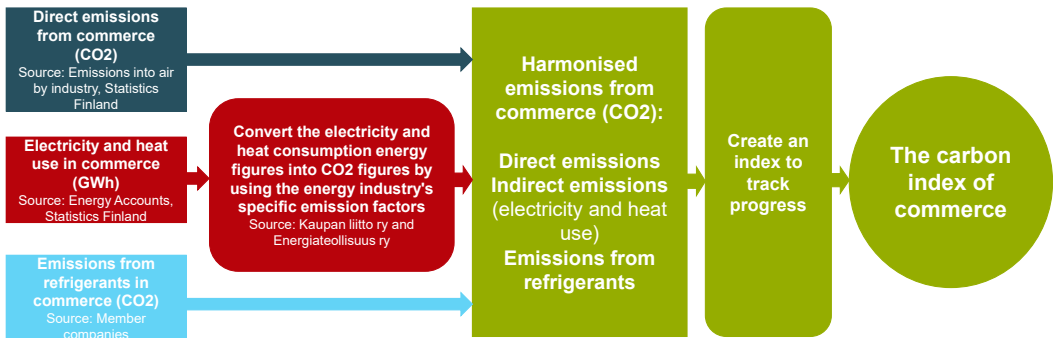 Direct emissions
from commerce
(CO2)
Source: Emissions into air
by industry, Statistics
Finland
Electricity and heat
use in commerce
(GWh)
Source: Energy Accounts,
Statistics Finland
Emissions from
refrigerants in
commerce (CO2)
Source: Member
companies
Convert the electricity and
heat consumption energy
figures into CO2 figures by
using the energy industry's
specific emission factors
Source: Kaupan liitto ry and
Energiateollisuus ry
Harmonised
emissions from
commerce (CO2):
Direct emissions
Indirect emissions
(electricity and heat
use)
Emissions from
refrigerants
Create an
index to
track
progress
The carbon
index of
commerce